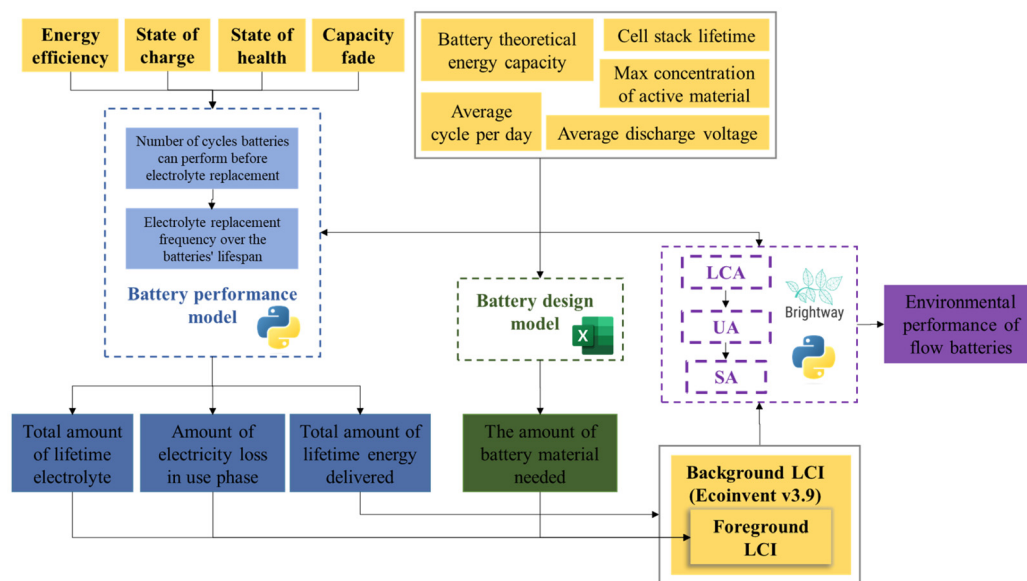 Energy
efficiency
State of
charge
State of
health
Capacity
fade
Battery theoretical
energy capacity
Cell stack lifetime
Max concentration
of active material
Average
cycle per day
Average discharge voltage
Number of cycles batteries
can perform before
electrolyte replacement
Electrolyte replacement
frequency over the
batteries' lifespan
Battery performance
model
Battery design
model
X
LCA
UA
SA
Brightway
Environmental
performance of
flow batteries
Total amount
of lifetime
electrolyte
Amount of
electricity loss
in use phase
Total amount of
lifetime energy
delivered
The amount of
battery material
needed
Background LCI
(Ecoinvent v3.9)
Foreground
LCI